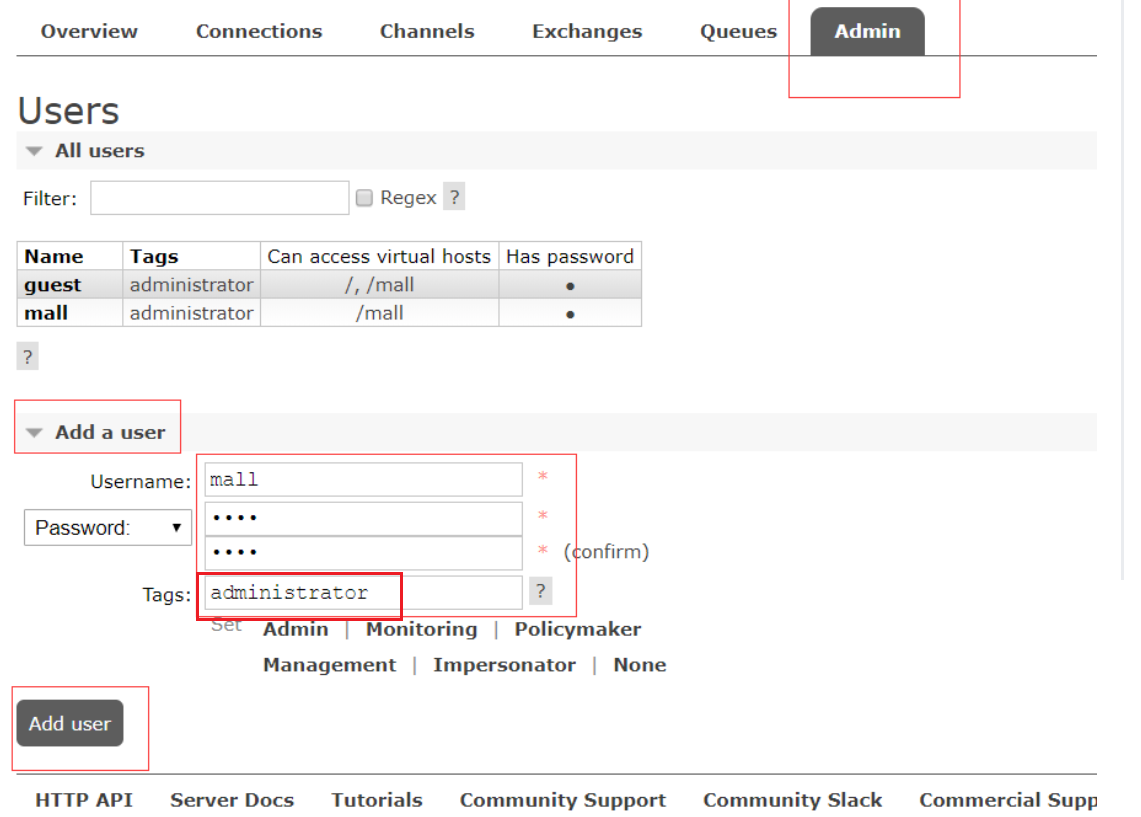 Overview Connections Channels Exchanges Queues Admin
Users
All users
Filter: Regex ?
Name Tags Can access virtual hosts Has password
guest administrator /, /mall ●
mall administrator /mall ●
?
Add a user
Username: mall *
Password: •••• *
•••• * (confirm)
Tags: administrator ?
Set Admin | Monitoring | Policymaker
Management | Impersonator | None
Add user
HTTP API Server Docs Tutorials Community Support Community Slack Commercial Supp